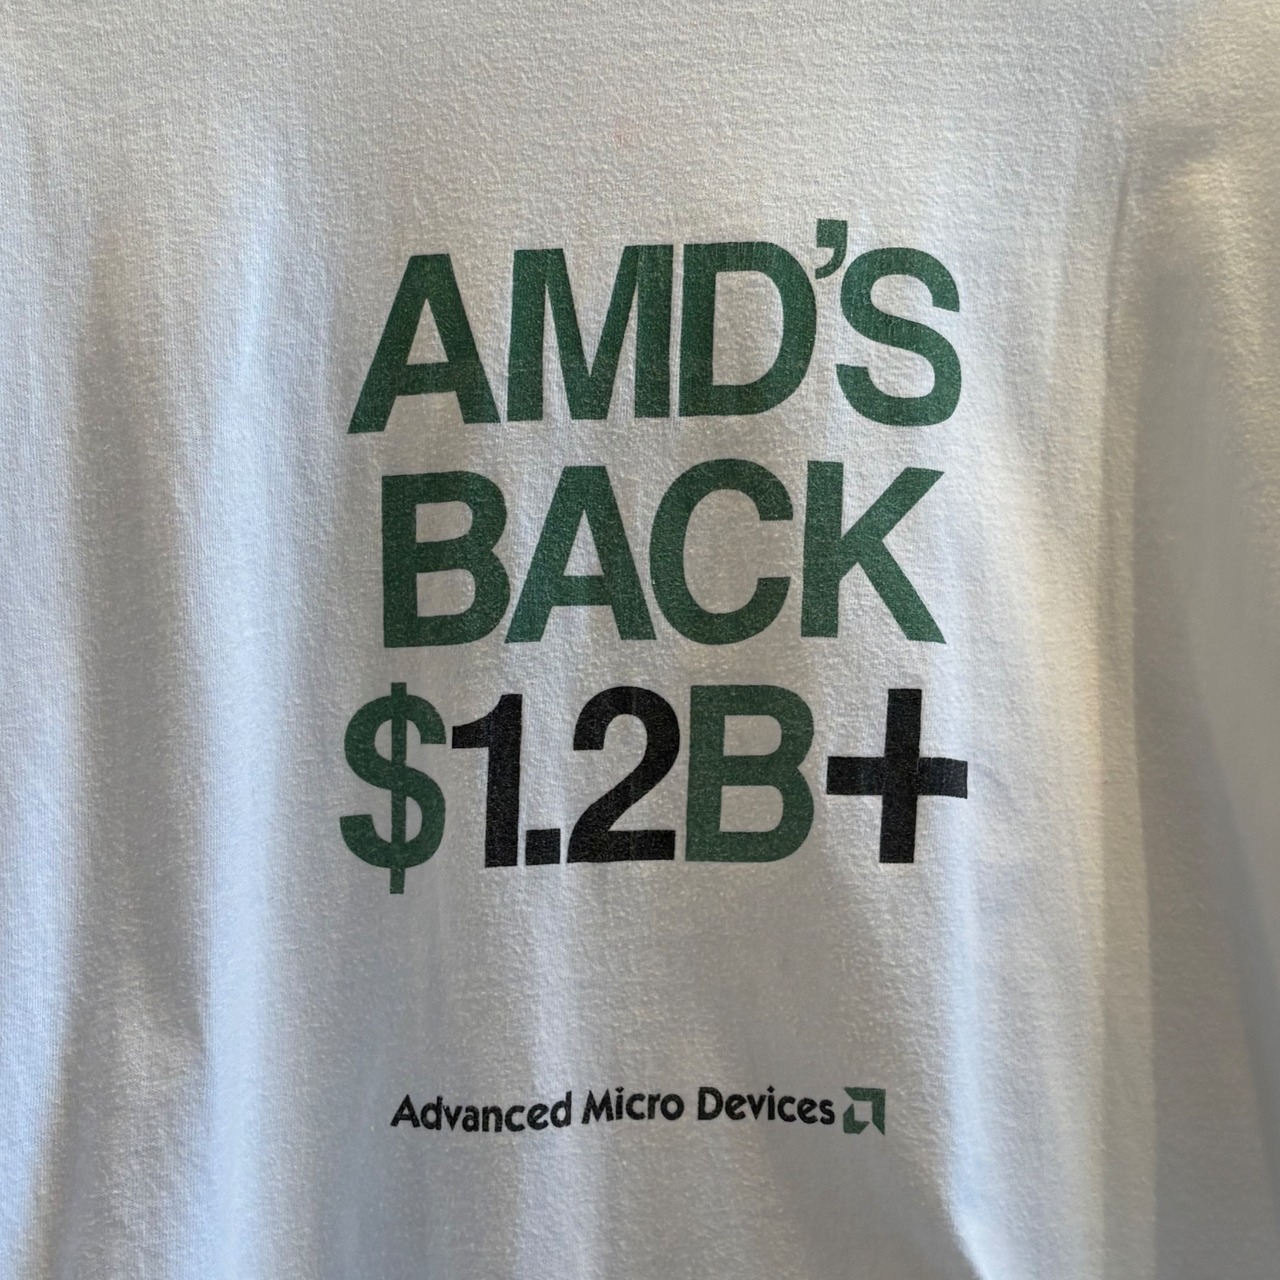 AMD'S
BACK
$1.2B+
Advanced Micro Devices